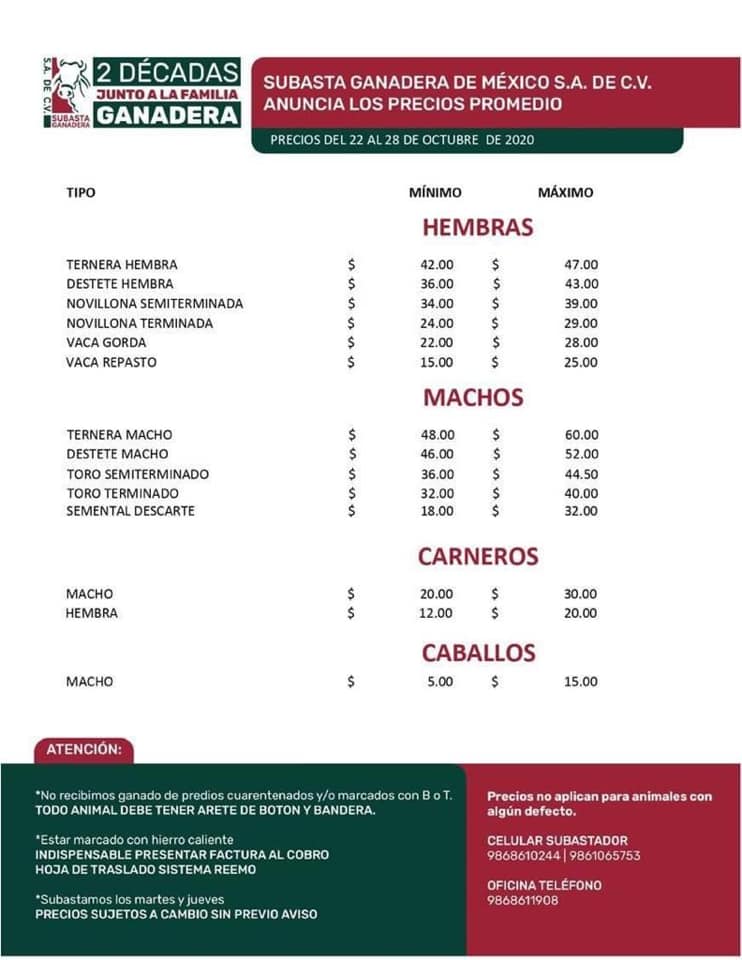 S.A. DE C.V.
SUBASTA
GANADERA
2 DÉCADAS
JUNTO A LA FAMILIA
GANADERA
SUBASTA GANADERA DE MÉXICO S.A. DE C.V.
ANUNCIA LOS PRECIOS PROMEDIO
PRECIOS DEL 22 AL 28 DE OCTUBRE DE 2020
TIPO MÍNIMO MÁXIMO
HEMBRAS
TERNERA HEMBRA $ 42.00 $ 47.00
DESTETE HEMBRA $ 36.00 $ 43.00
NOVILLONA SEMITERMINADA $ 34.00 $ 39.00
NOVILLONA TERMINADA $ 24.00 $ 29.00
VACA GORDA $ 22.00 $ 28.00
VACA REPASTO $ 15.00 $ 25.00
MACHOS
TERNERA MACHO $ 48.00 $ 60.00
DESTETE MACHO $ 46.00 $ 52.00
TORO SEMITERMINADO $ 36.00 $ 44.50
TORO TERMINADO $ 32.00 $ 40.00
SEMENTAL DESCARTE $ 18.00 $ 32.00
CARNEROS
MACHO $ 20.00 $ 30.00
HEMBRA $ 12.00 $ 20.00
CABALLOS
MACHO $ 5.00 $ 15.00
ATENCIÓN:
*No recibimos ganado de predios cuarentenados y/o marcados con B o T.
TODO ANIMAL DEBE TENER ARETE DE BOTON Y BANDERA.
*Estar marcado con hierro caliente
INDISPENSABLE PRESENTAR FACTURA AL COBRO
HOJA DE TRASLADO SISTEMA REEMO
*Subastamos los martes y jueves
PRECIOS SUJETOS A CAMBIO SIN PREVIO AVISO
Precios no aplican para animales con
algún defecto.
CELULAR SUBASTADOR
9868610244 | 9861065753
OFICINA TELÉFONO
9868611908